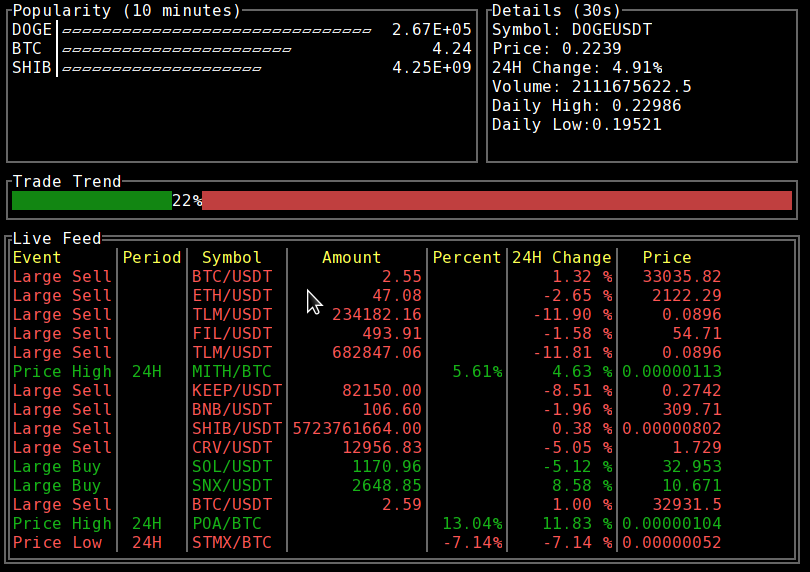 Popularity (10 minutes)
DOGE 2.67E+05
BTC 4.24
SHIB 4.25E+09
Details (30s)
Symbol: DOGEUSDT
Price: 0.2239
24H Change: 4.91%
Volume: 2111675622.5
Daily High: 0.22986
Daily Low:0.19521
Trade Trend
22%
Live Feed
Event Period Symbol Amount Percent 24H Change Price
Large Sell BTC/USDT 2.55 1.32 % 33035.82
Large Sell ETH/USDT 47.08 -2.65 % 2122.29
Large Sell TLM/USDT 234182.16 -11.90 % 0.0896
Large Sell FIL/USDT 493.91 -1.58 % 54.71
Large Sell TLM/USDT 682847.06 -11.81 % 0.0896
Price High 24H MITH/BTC 5.61% 4.63 % 0.00000113
Large Sell KEEP/USDT 82150.00 -8.51 % 0.2742
Large Sell BNB/USDT 106.60 -1.96 % 309.71
Large Sell SHIB/USDT 5723761664.00 0.38 % 0.00000802
Large Sell CRV/USDT 12956.83 -5.05 % 1.729
Large Buy SOL/USDT 1170.96 -5.12 % 32.953
Large Buy SNX/USDT 2648.85 8.58 % 10.671
Large Sell BTC/USDT 2.59 1.00 % 32931.5
Price High 24H POA/BTC 13.04% 11.83 % 0.00000104
Price Low 24H STMX/BTC -7.14% -7.14 % 0.00000052